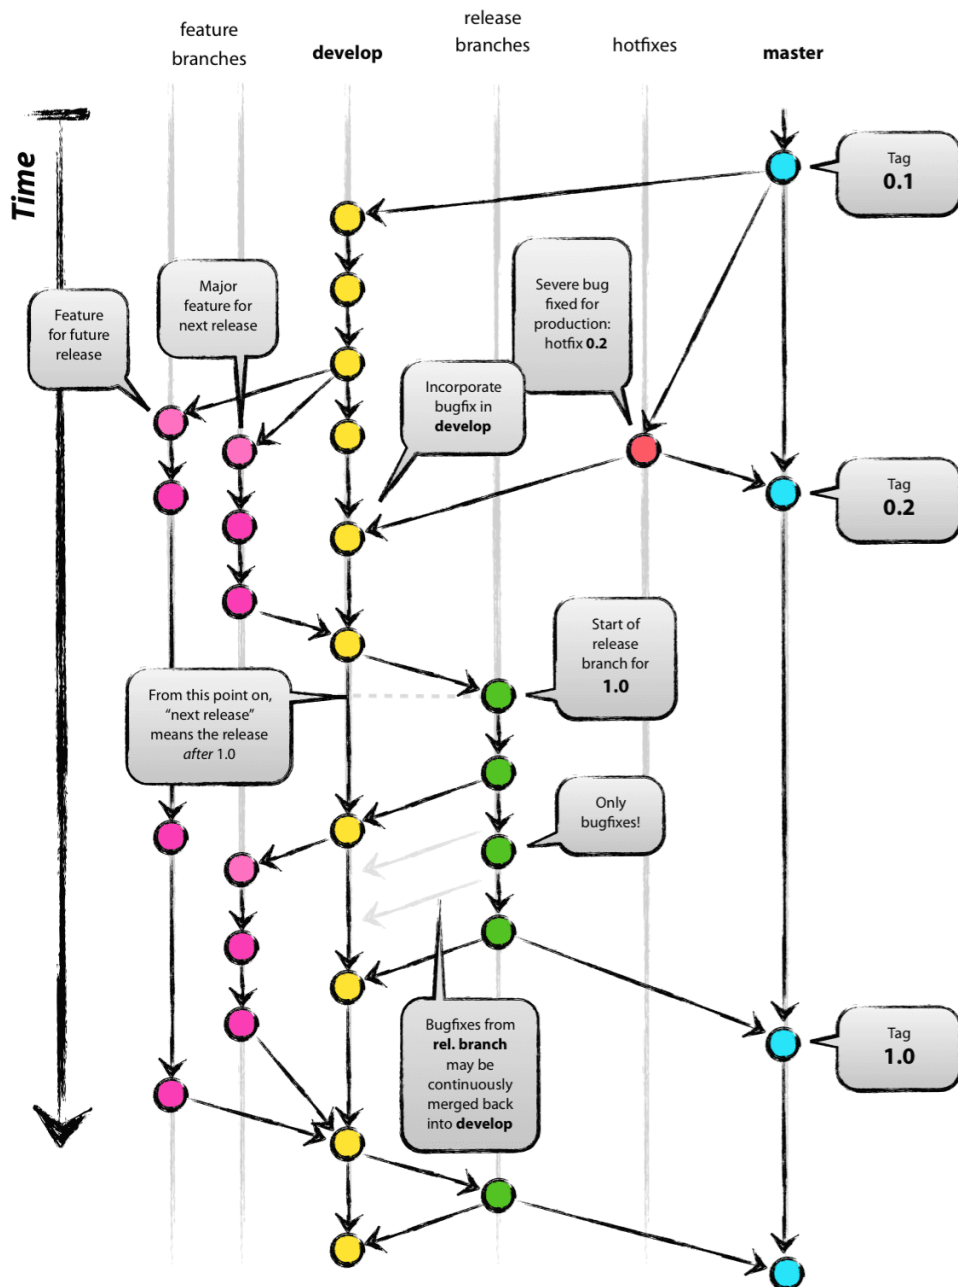 feature
branches
develop
release
branches
hotfixes
master
Time
Tag
0.1
Major
feature for
next release
Feature
for future
release
Severe bug
fixed for
production:
hotfix 0.2
Incorporate
bugfix in
develop
Tag
0.2
Start of
release
branch for
1.0
From this point on,
“next release”
means the release
after 1.0
Only
bugfixes!
Bugfixes from
rel. branch
may be
continuously
merged back
into develop
Tag
1.0